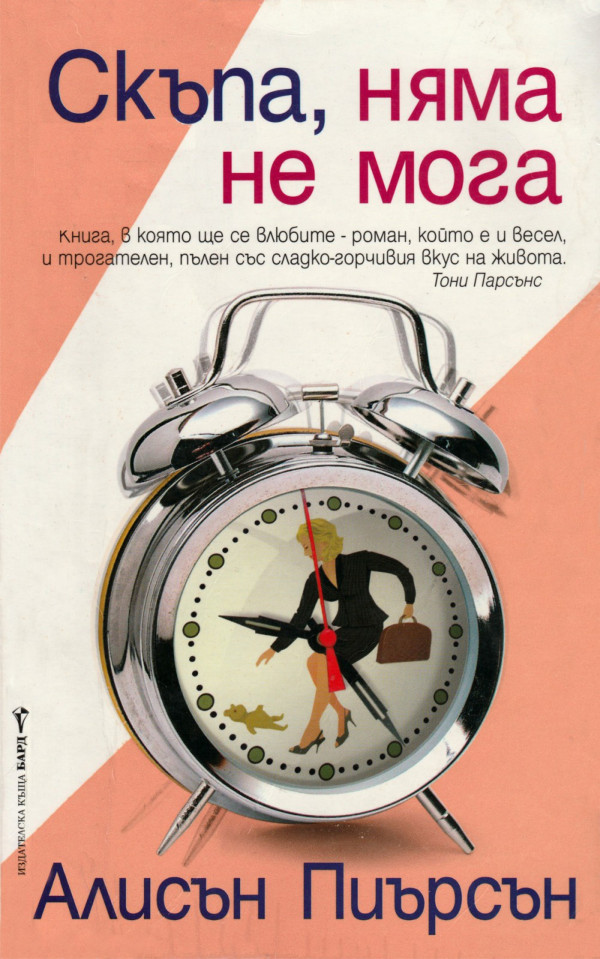 Скъпа, няма
не мога
Книга, в която ще се влюбите - роман, който е и весел,
и трогателен, пълен със сладко-горчивия вкус на живота.
Тони Парсънс
ИЗДАТЕЛСКА КЪЩА БАРД
Алисън Пиърсън